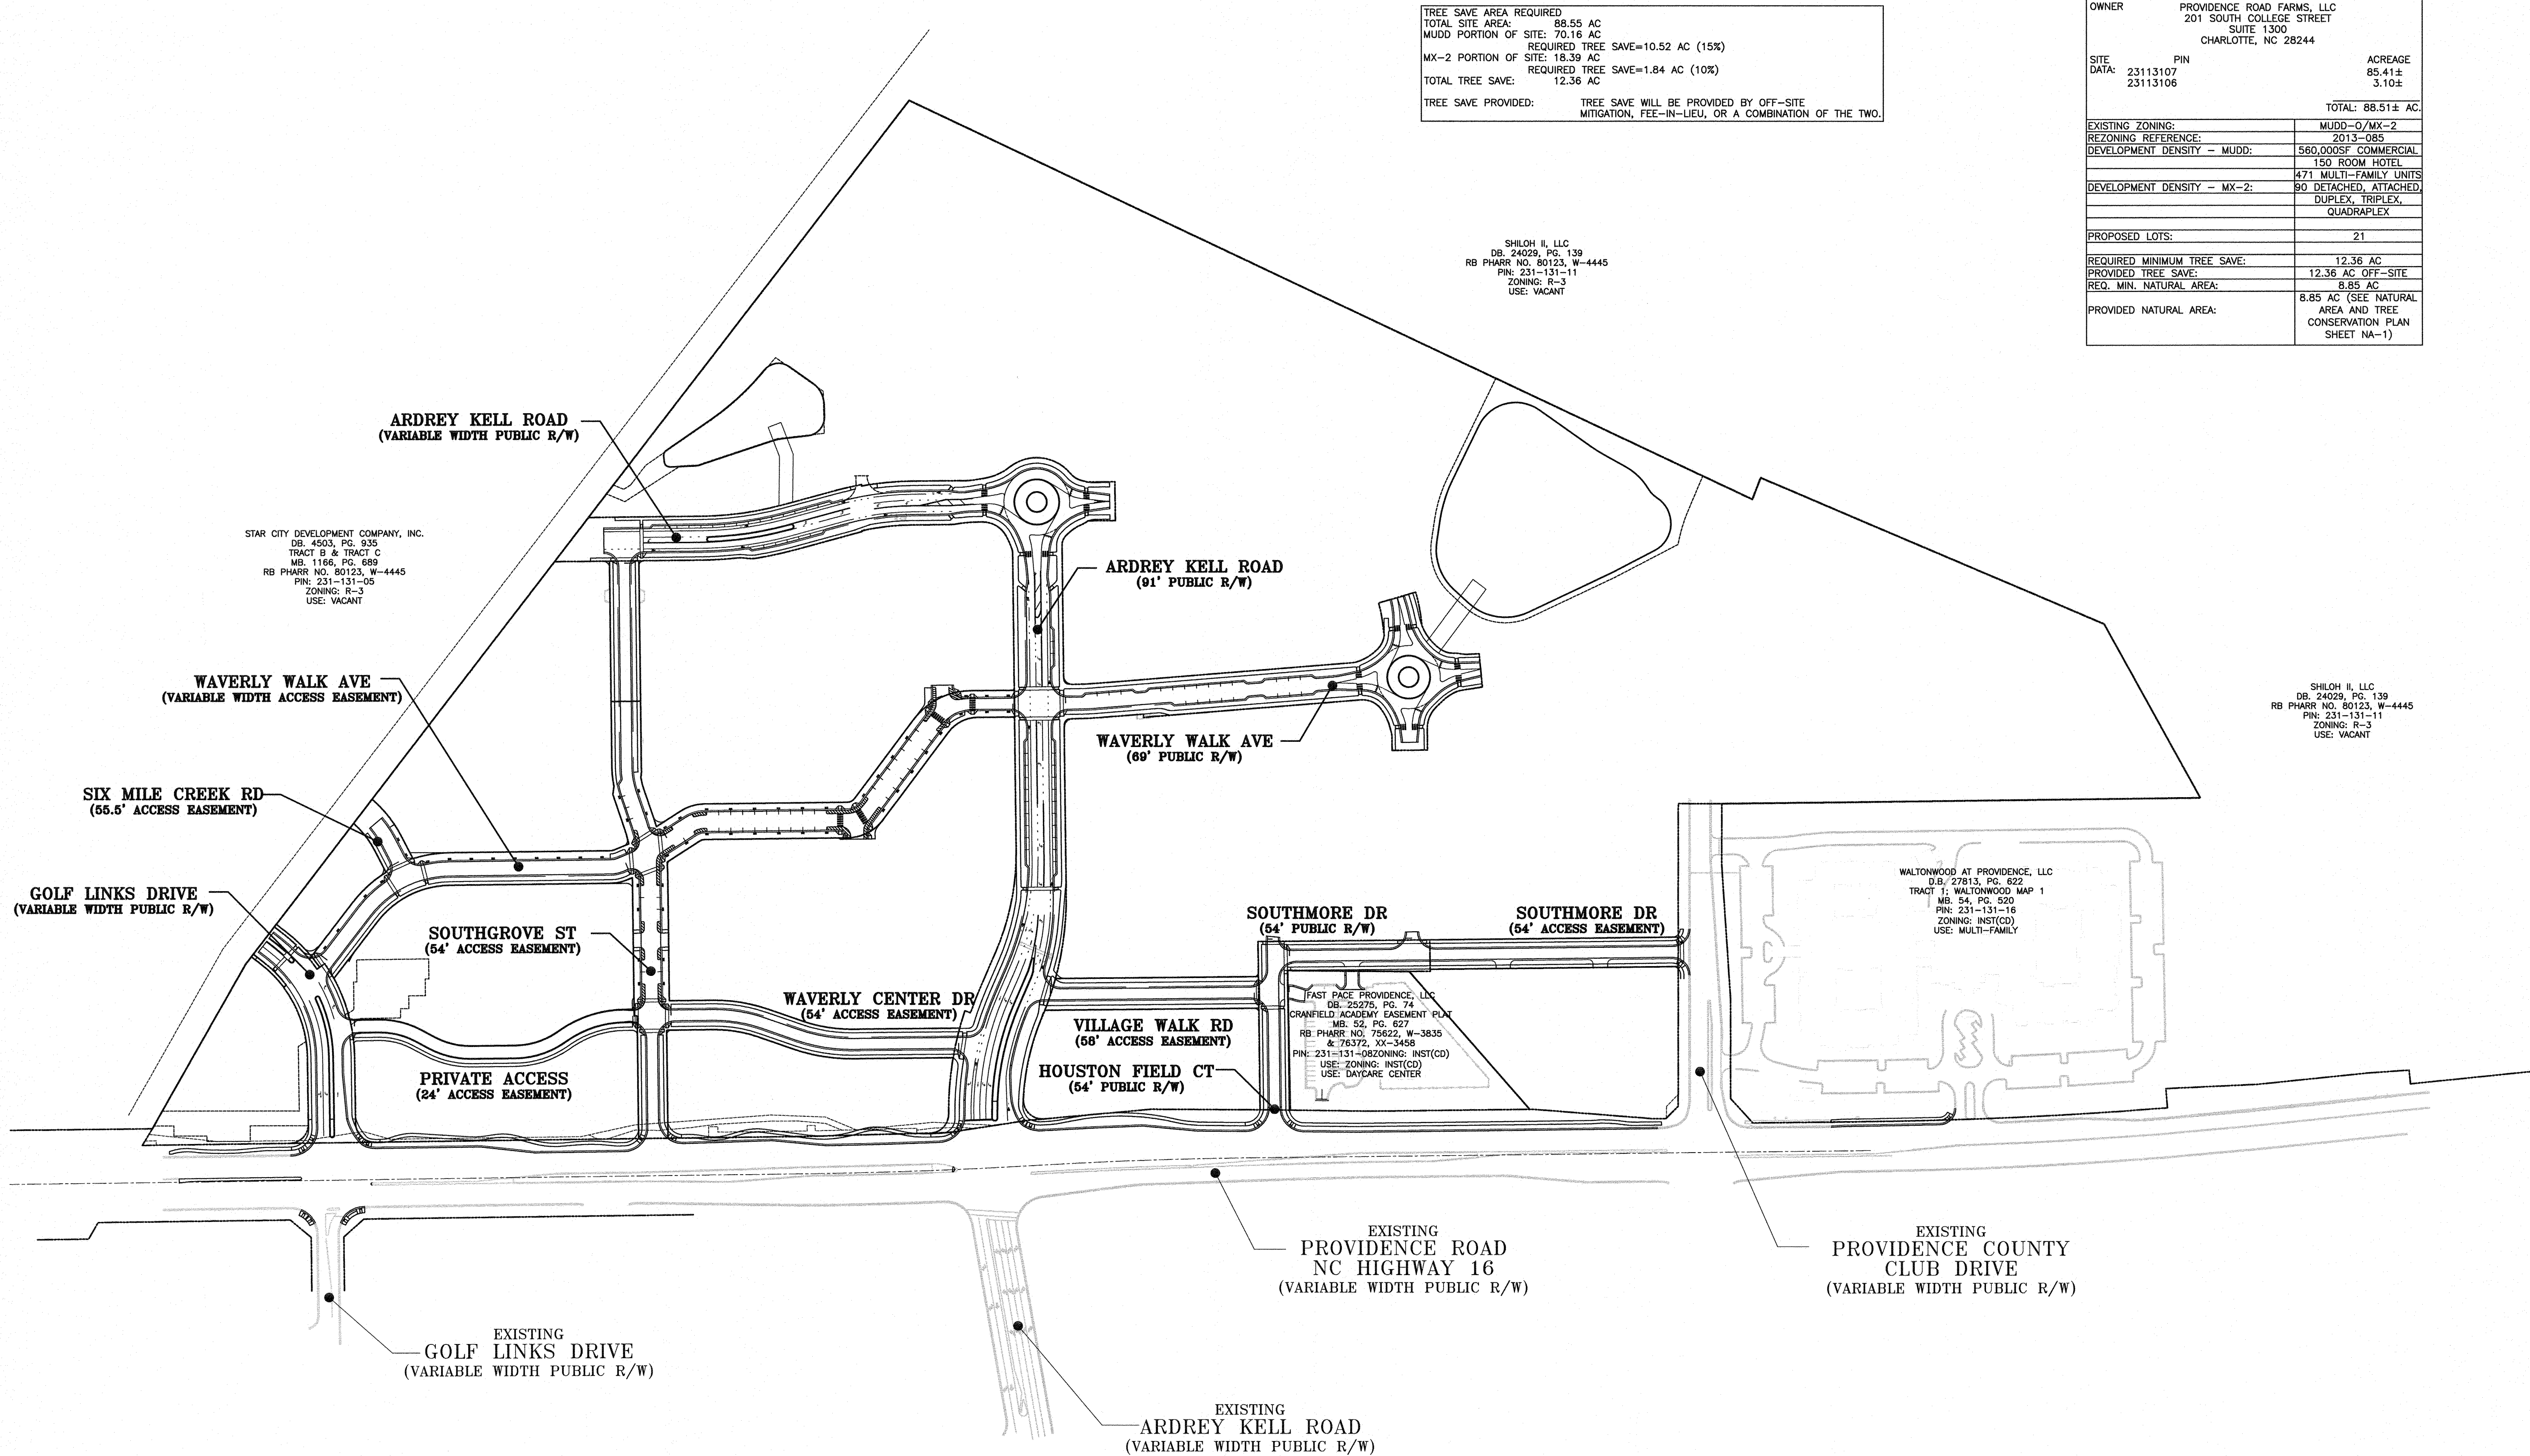 TREE SAVE AREA REQUIRED
TOTAL SITE AREA: 88.55 AC
MUDD PORTION OF SITE: 70.16 AC
REQUIRED TREE SAVE=10.52 AC (15%)
MX-2 PORTION OF SITE: 18.39 AC
REQUIRED TREE SAVE=1.84 AC (10%)
TOTAL TREE SAVE: 12.36 AC
TREE SAVE PROVIDED: TREE SAVE WILL BE PROVIDED BY OFF-SITE
MITIGATION, FEE-IN-LIEU, OR A COMBINATION OF THE TWO.
OWNER PROVIDENCE ROAD FARMS, LLC
201 SOUTH COLLEGE STREET
SUITE 1300
CHARLOTTE, NC 28244
SITE PIN ACREAGE
DATA: 23113107 85.41±
23113106 3.10±
TOTAL: 88.51± AC.
EXISTING ZONING: MUDD-O/MX-2
REZONING REFERENCE: 2013-085
DEVELOPMENT DENSITY - MUDD: 560,000SF COMMERCIAL
150 ROOM HOTEL
471 MULTI-FAMILY UNITS
DEVELOPMENT DENSITY - MX-2: 90 DETACHED, ATTACHED,
DUPLEX, TRIPLEX,
QUADRAPLEX
PROPOSED LOTS: 21
REQUIRED MINIMUM TREE SAVE: 12.36 AC
PROVIDED TREE SAVE: 12.36 AC OFF-SITE
REQ. MIN. NATURAL AREA: 8.85 AC
PROVIDED NATURAL AREA: 8.85 AC (SEE NATURAL
AREA AND TREE
CONSERVATION PLAN
SHEET NA-1)
SHILOH II, LLC
DB. 24029, PG. 139
RB PHARR NO. 80123, W-4445
PIN: 231-131-11
ZONING: R-3
USE: VACANT
ARDREY KELL ROAD
(VARIABLE WIDTH PUBLIC R/W)
STAR CITY DEVELOPMENT COMPANY, INC.
DB. 4503, PG. 935
TRACT B & TRACT C
MB. 1166, PG. 689
RB PHARR NO. 80123, W-4445
PIN: 231-131-05
ZONING: R-3
USE: VACANT
ARDREY KELL ROAD
(91' PUBLIC R/W)
WAVERLY WALK AVE
(VARIABLE WIDTH ACCESS EASEMENT)
SHILOH II, LLC
DB. 24029, PG. 139
RB PHARR NO. 80123, W-4445
PIN: 231-131-11
ZONING: R-3
USE: VACANT
WAVERLY WALK AVE
(69' PUBLIC R/W)
SIX MILE CREEK RD
(55.5' ACCESS EASEMENT)
WALTONWOOD AT PROVIDENCE, LLC
D.B. 27813, PG. 622
TRACT 1; WALTONWOOD MAP 1
MB. 54, PG. 520
PIN: 231-131-16
ZONING: INST(CD)
USE: MULTI-FAMILY
GOLF LINKS DRIVE
(VARIABLE WIDTH PUBLIC R/W)
SOUTHMORE DR
(54' PUBLIC R/W)
SOUTHMORE DR
(54' ACCESS EASEMENT)
SOUTHGROVE ST
(54' ACCESS EASEMENT)
WAVERLY CENTER DR
(54' ACCESS EASEMENT)
FAST PACE PROVIDENCE, LLC
DB. 25275, PG. 74
CRANFIELD ACADEMY EASEMENT PLAT
MB. 52, PG. 627
RB PHARR NO. 75622, W-3835
& 76372, XX-3458
PIN: 231-131-08ZONING: INST(CD)
USE: ZONING: INST(CD)
USE: DAYCARE CENTER
VILLAGE WALK RD
(58' ACCESS EASEMENT)
HOUSTON FIELD CT
(54' PUBLIC R/W)
PRIVATE ACCESS
(24' ACCESS EASEMENT)
EXISTING
PROVIDENCE ROAD
NC HIGHWAY 16
(VARIABLE WIDTH PUBLIC R/W)
EXISTING
PROVIDENCE COUNTY
CLUB DRIVE
(VARIABLE WIDTH PUBLIC R/W)
EXISTING
GOLF LINKS DRIVE
(VARIABLE WIDTH PUBLIC R/W)
EXISTING
ARDREY KELL ROAD
(VARIABLE WIDTH PUBLIC R/W)